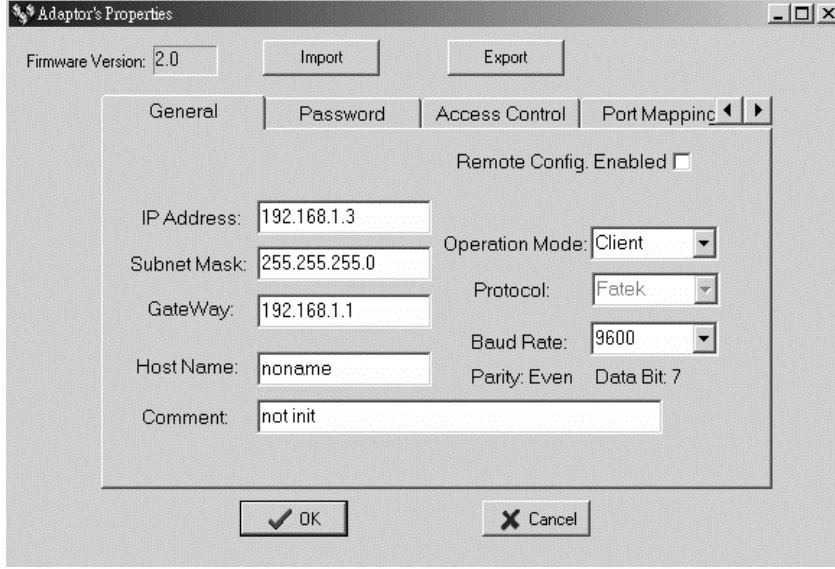 Adaptor's Properties
Firmware Version: 2.0 Import Export
General Password Access Control Port Mapping
Remote Config. Enabled
IP Address: 192.168.1.3
Operation Mode: Client
Subnet Mask: 255.255.255.0
Protocol: Fatek
GateWay: 192.168.1.1
Baud Rate: 9600
Host Name: noname
Parity: Even Data Bit: 7
Comment: not init
OK Cancel